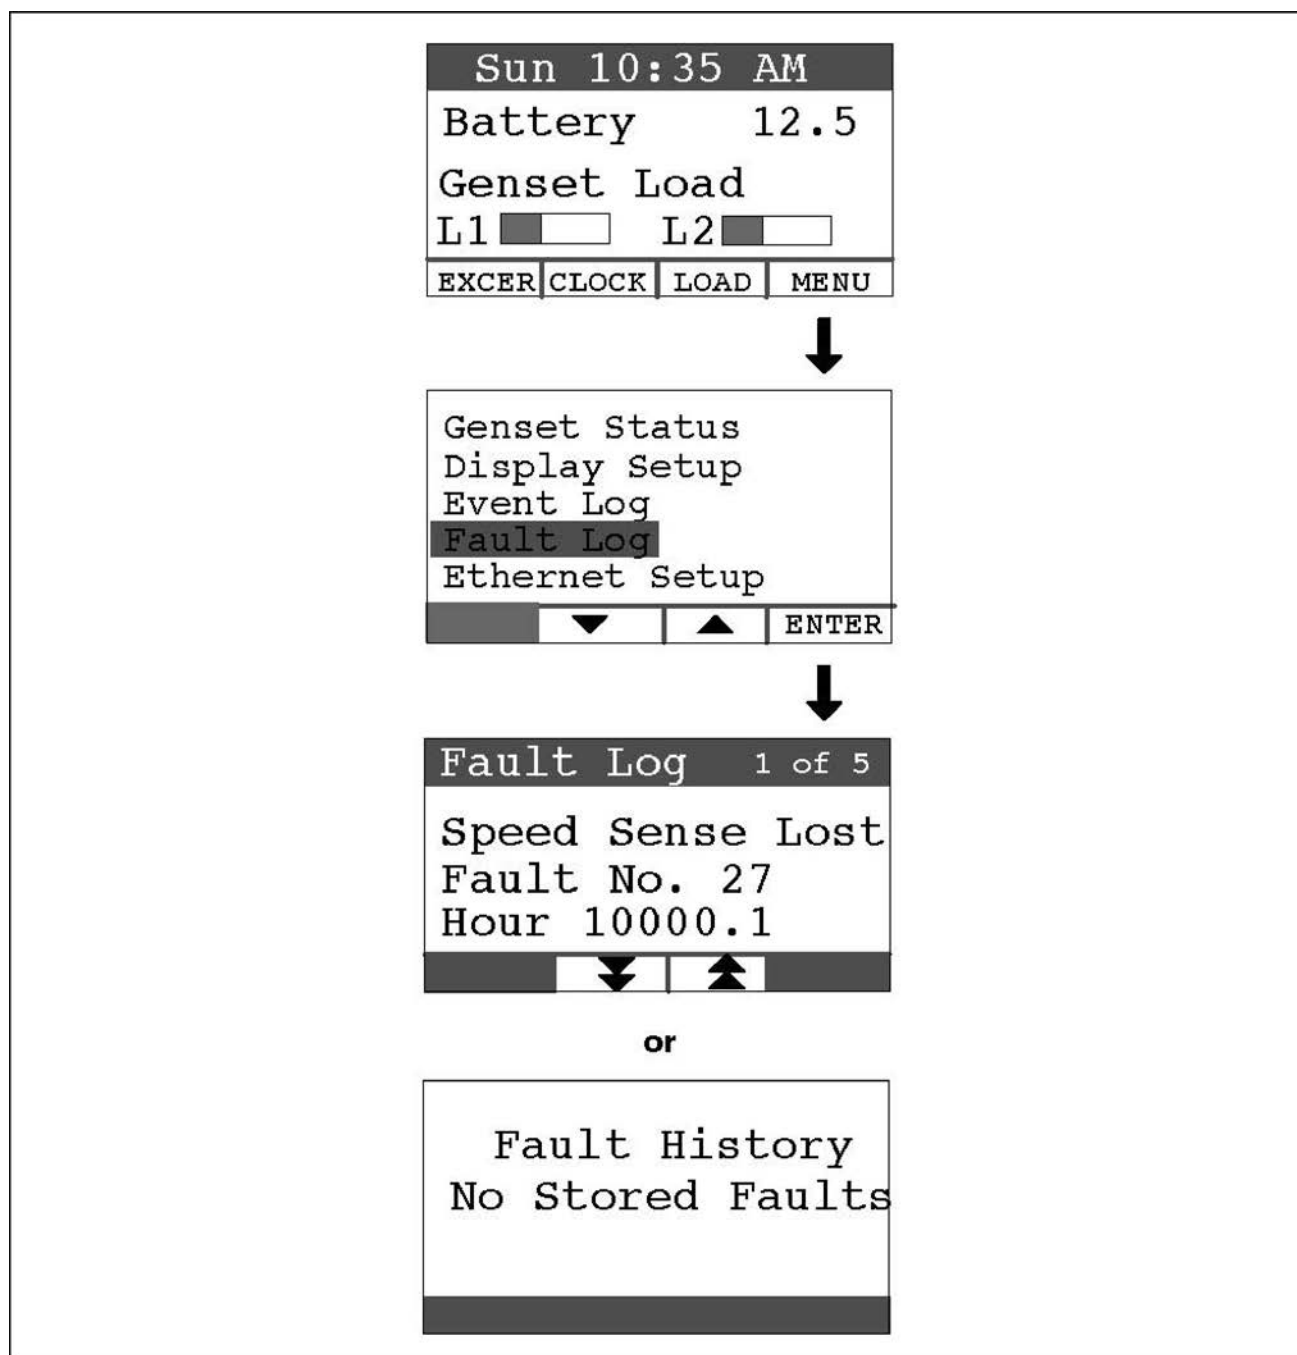 Sun 10:35 AM
Battery 12.5
Genset Load
L1 L2
EXCER CLOCK LOAD MENU
Genset Status
Display Setup
Event Log
Fault Log
Ethernet Setup
ENTER
Fault Log 1 of 5
Speed Sense Lost
Fault No. 27
Hour 10000.1
or
Fault History
No Stored Faults